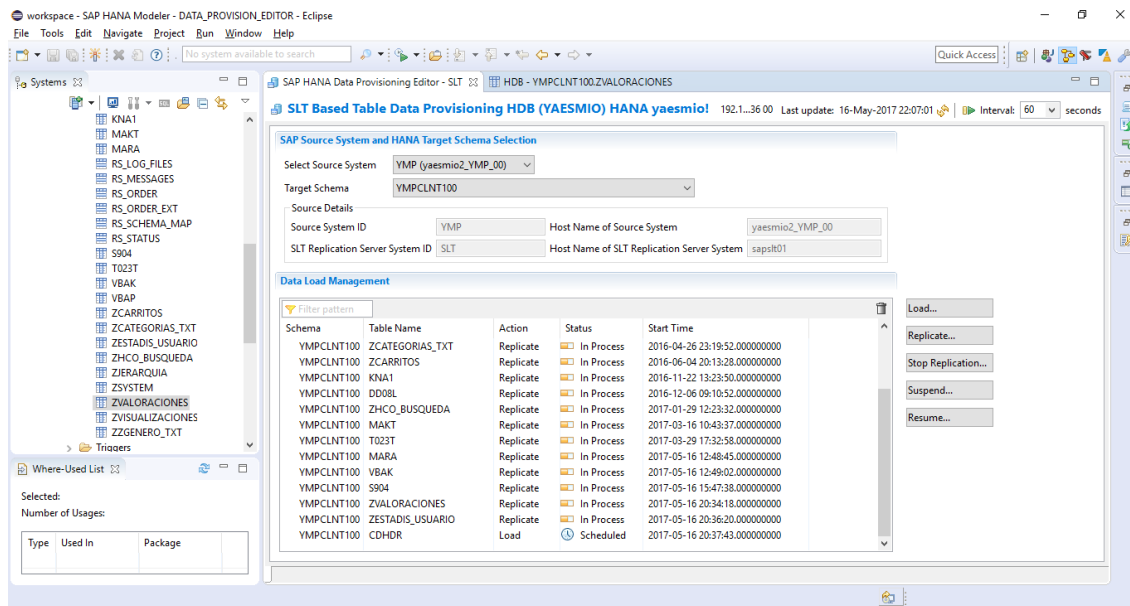 workspace - SAP HANA Modeler - DATA_PROVISION_EDITOR - Eclipse
File Tools Edit Navigate Project Run Window Help
No system available to search
Quick Access
Systems
KNA1
MAKT
MARA
RS_LOG_FILES
RS_MESSAGES
RS_ORDER
RS_ORDER_EXT
RS_SCHEMA_MAP
RS_STATUS
S904
T023T
VBAK
VBAP
ZCARRITOS
ZCATEGORIAS_TXT
ZESTADIS_USUARIO
ZHCO_BUSQUEDA
ZJERARQUIA
ZSYSTEM
ZVALORACIONES
ZVISUALIZACIONES
ZZGENERO_TXT
Triggers
Where-Used List
Selected:
Number of Usages:
Type Used In Package
SAP HANA Data Provisioning Editor - SLT HDB - YMPCLNT100.ZVALORACIONES
SLT Based Table Data Provisioning HDB (YAESMIO) HANA yaesmio! 192.1...36 00 Last update: 16-May-2017 22:07:01 Interval: 60 seconds
SAP Source System and HANA Target Schema Selection
Select Source System YMP (yaesmio2_YMP_00)
Target Schema YMPCLNT100
Source Details
Source System ID YMP Host Name of Source System yaesmio2_YMP_00
SLT Replication Server System ID SLT Host Name of SLT Replication Server System sapslt01
Data Load Management
Filter pattern
Schema Table Name Action Status Start Time
YMPCLNT100 ZCATEGORIAS_TXT Replicate In Process 2016-04-26 23:19:52.000000000
YMPCLNT100 ZCARRITOS Replicate In Process 2016-06-04 20:13:28.000000000
YMPCLNT100 KNA1 Replicate In Process 2016-11-22 13:23:50.000000000
YMPCLNT100 DD08L Replicate In Process 2016-12-06 09:10:52.000000000
YMPCLNT100 ZHCO_BUSQUEDA Replicate In Process 2017-01-29 12:23:32.000000000
YMPCLNT100 MAKT Replicate In Process 2017-03-16 10:43:37.000000000
YMPCLNT100 T023T Replicate In Process 2017-03-29 17:32:58.000000000
YMPCLNT100 MARA Replicate In Process 2017-05-16 12:48:45.000000000
YMPCLNT100 VBAK Replicate In Process 2017-05-16 12:49:02.000000000
YMPCLNT100 S904 Replicate In Process 2017-05-16 15:47:38.000000000
YMPCLNT100 ZVALORACIONES Replicate In Process 2017-05-16 20:34:18.000000000
YMPCLNT100 ZESTADIS_USUARIO Replicate In Process 2017-05-16 20:36:20.000000000
YMPCLNT100 CDHDR Load Scheduled 2017-05-16 20:37:43.000000000
Load...
Replicate...
Stop Replication...
Suspend...
Resume...